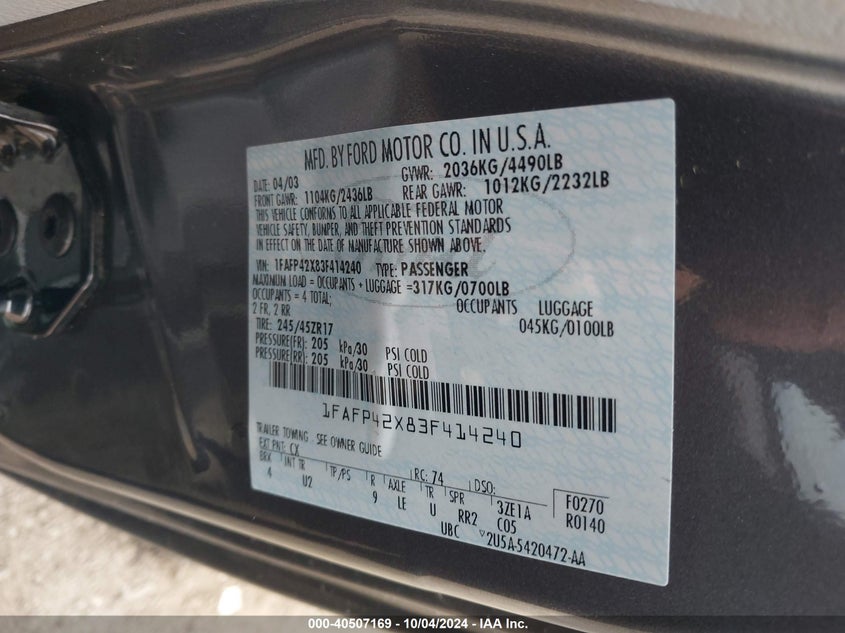 MFD. BY FORD MOTOR CO. IN U.S.A.
DATE: 04/03 GVWR: 2036KG/4490LB
FRONT GAWR: 1104KG/2436LB REAR GAWR: 1012KG/2232LB
THIS VEHICLE CONFORMS TO ALL APPLICABLE FEDERAL MOTOR
VEHICLE SAFETY, BUMPER, AND THEFT PREVENTION STANDARDS
IN EFFECT ON THE DATE OF MANUFACTURE SHOWN ABOVE.
VIN: 1FAFP42X83F414240 TYPE: PASSENGER
MAXIMUM LOAD = OCCUPANTS + LUGGAGE =317KG/0700LB
OCCUPANTS = 4 TOTAL; OCCUPANTS LUGGAGE
2 FR, 2 RR 045KG/0100LB
TIRE: 245/45ZR17
PRESSURE(FR): 205 kPa/30 PSI COLD
PRESSURE(RR): 205 kPa/30 PSI COLD
1FAFP42X83F414240
TRAILER TOWING - SEE OWNER GUIDE
EXT PNT: CX RC: 74 DSO:
BRK INT TR TP/PS R AXLE TR SPR 3ZE1A F0270
4 U2 9 LE U RR2 C05 R0140
UBC 2U5A-5420472-AA
000-40507169 - 10/04/2024 - IAA Inc.